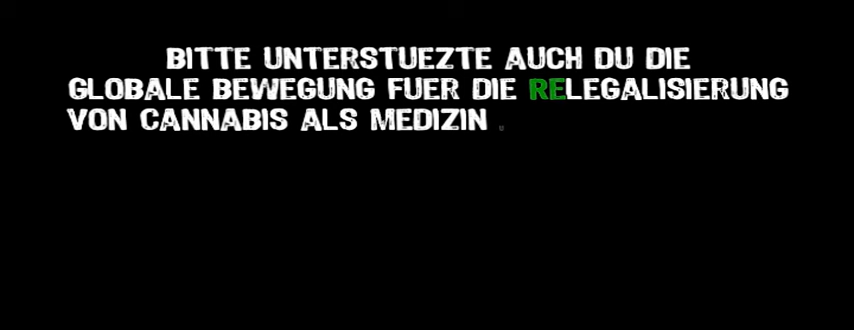 BITTE UNTERSTUEZTE AUCH DU DIE
GLOBALE BEWEGUNG FUER DIE RELEGALISIERUNG
VON CANNABIS ALS MEDIZIN